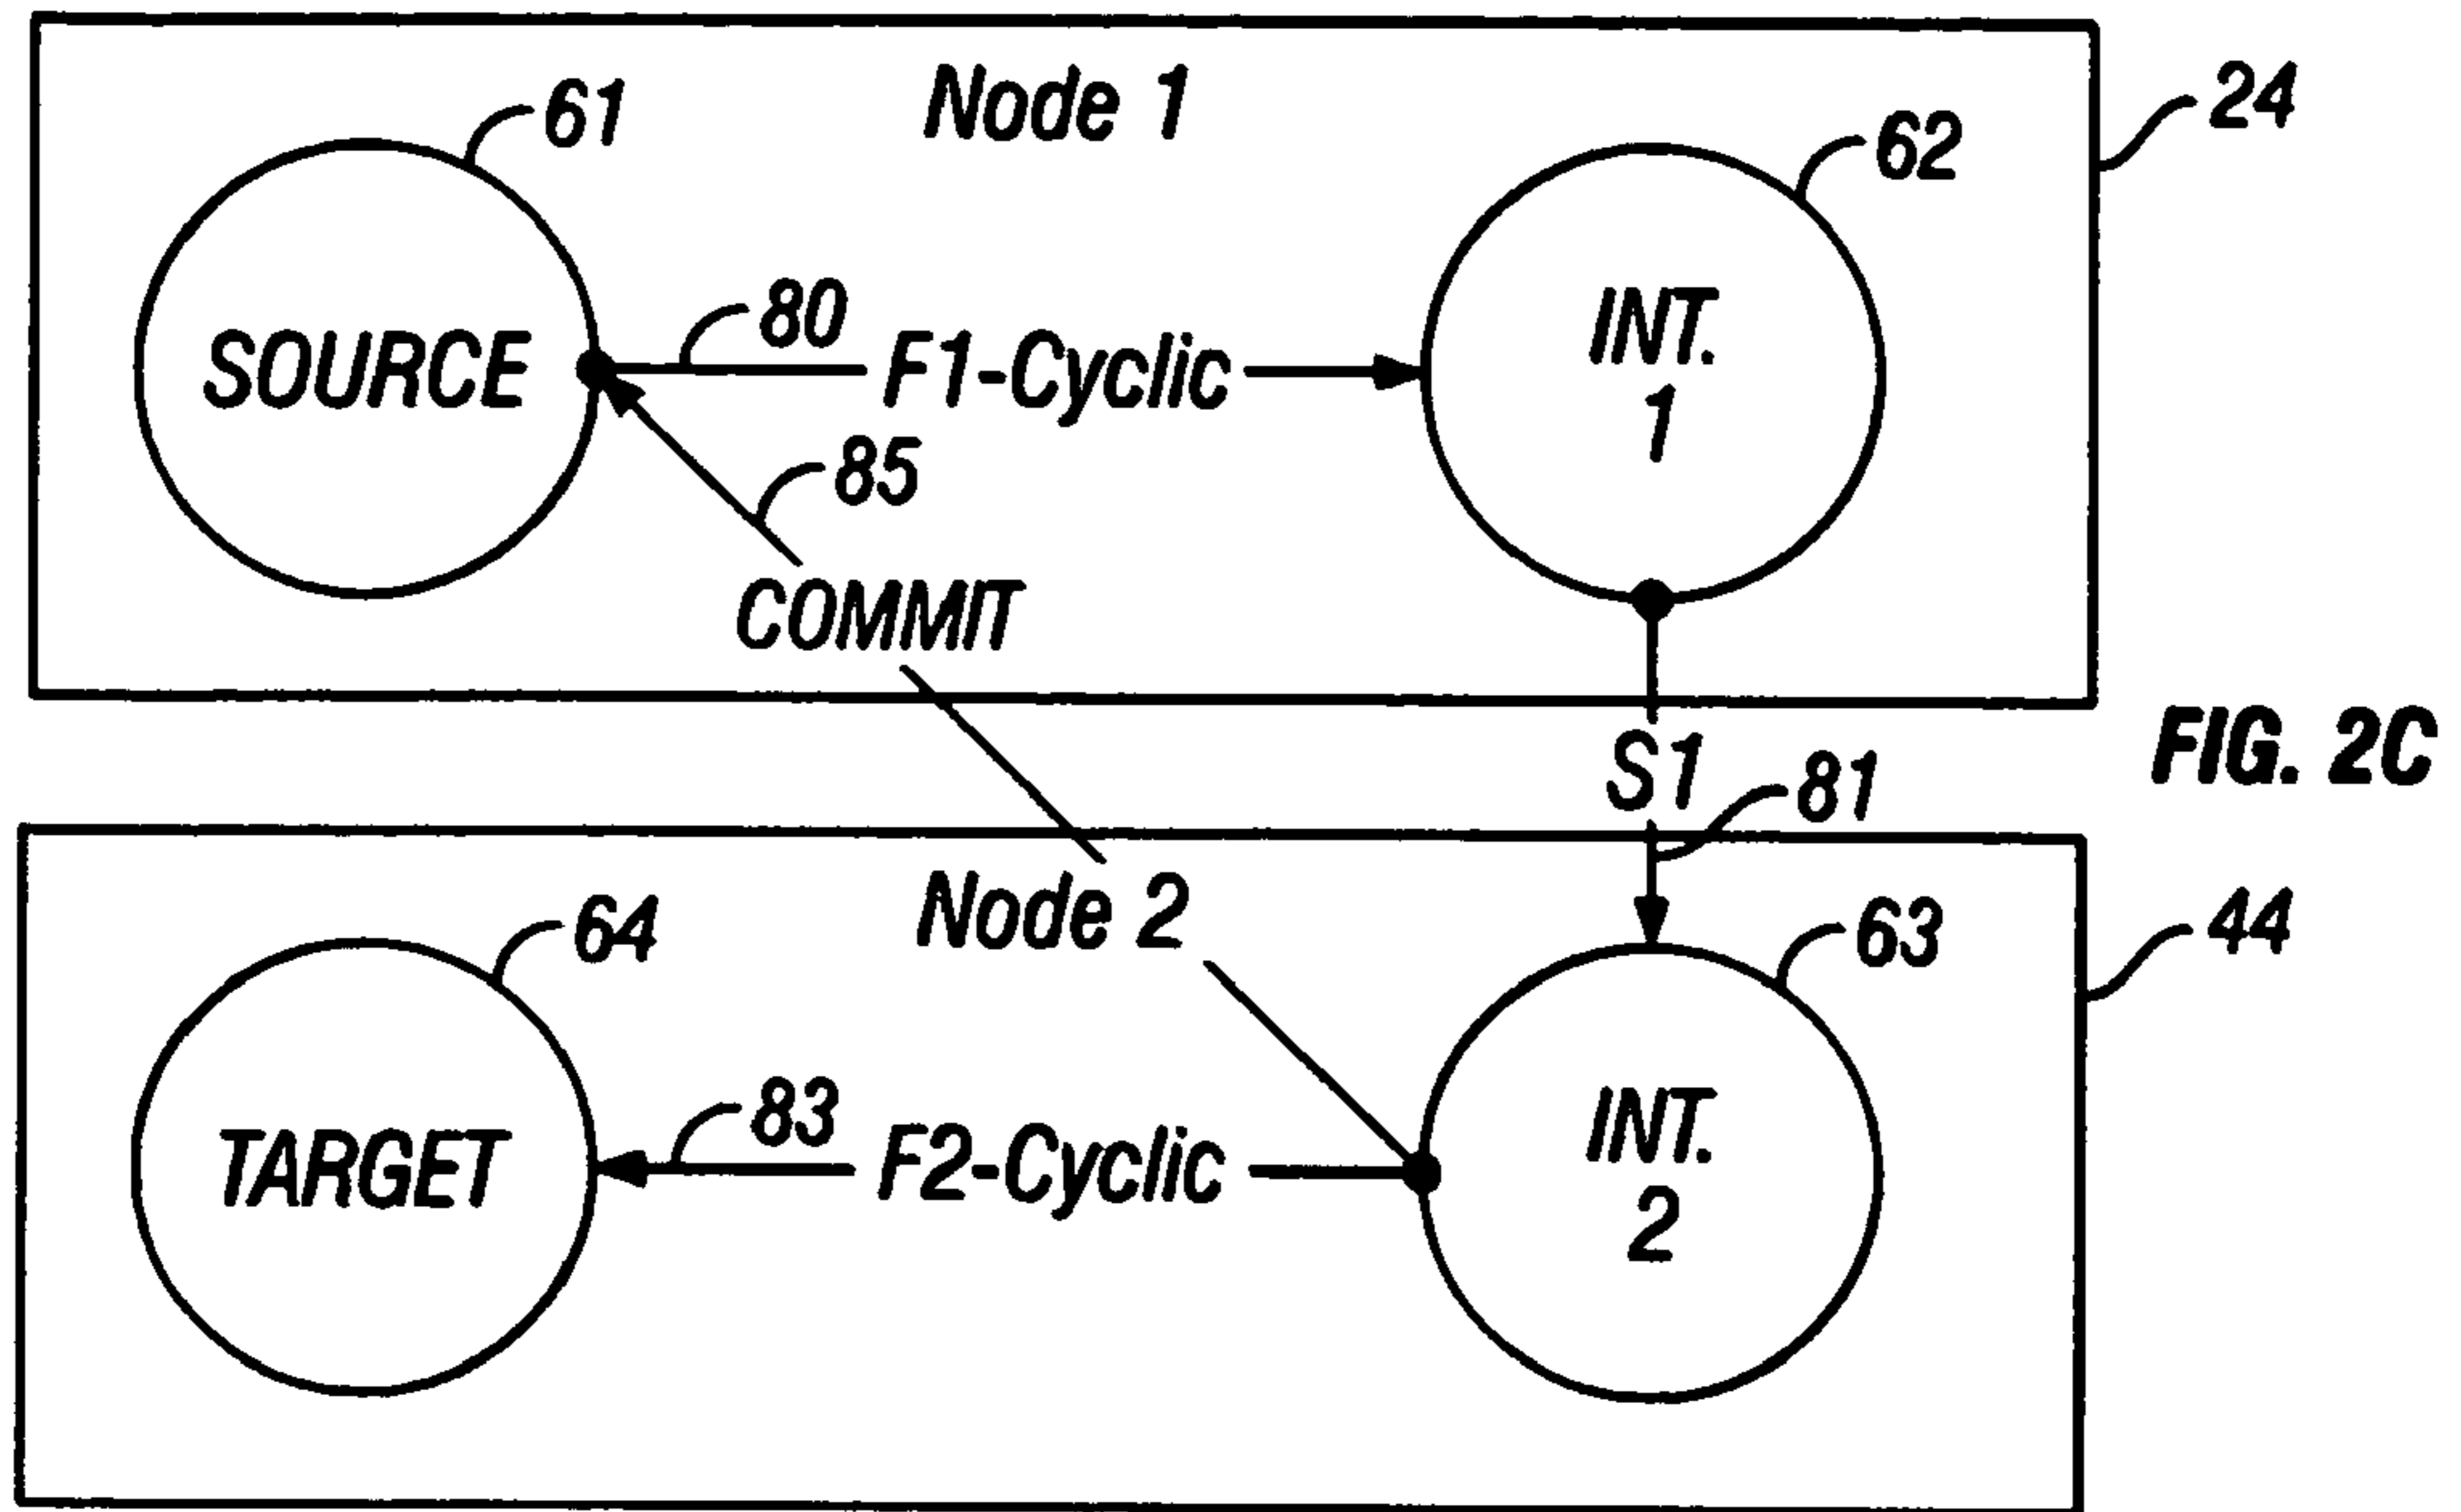 Node 1
61
62
24
SOURCE
80
F1-Cyclic
INT.
1
85
COMMIT
S1
81
FIG. 2C
Node 2
64
63
44
TARGET
83
F2-Cyclic
INT.
2